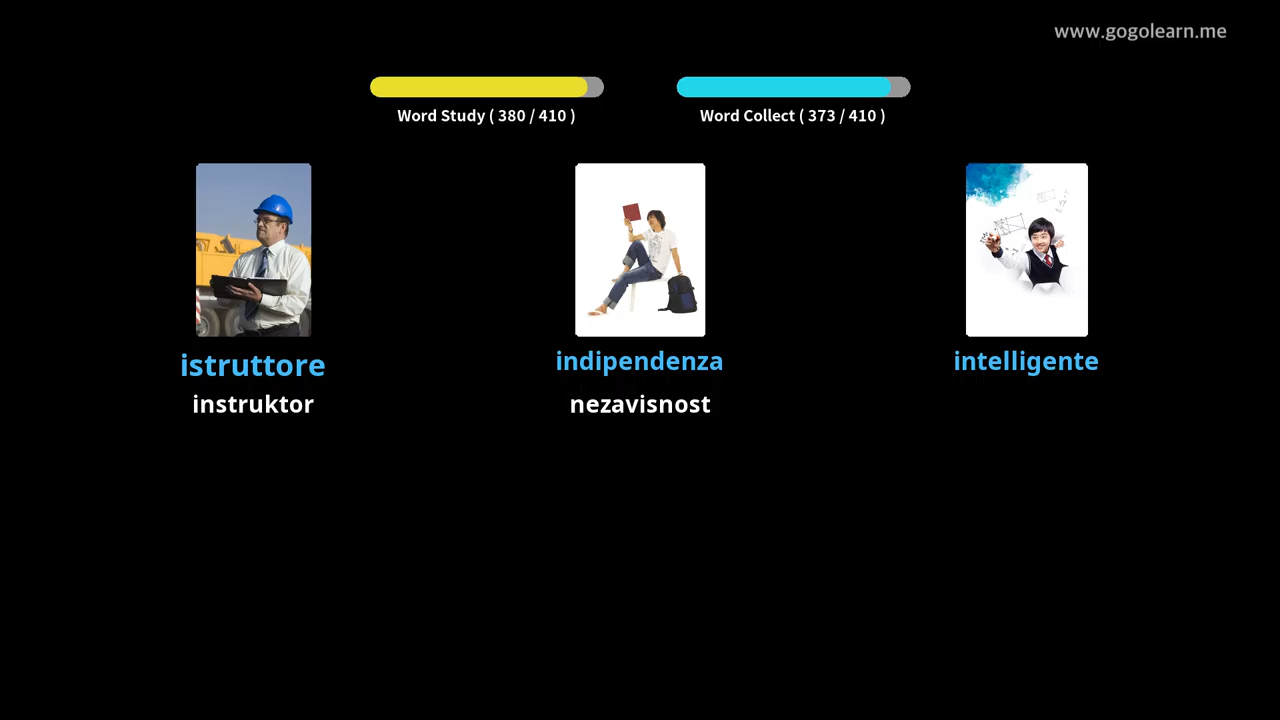 www.gogolearn.me
Word Study ( 380 / 410 )
Word Collect ( 373 / 410 )
istruttore
indipendenza
intelligente
instruktor
nezavisnost